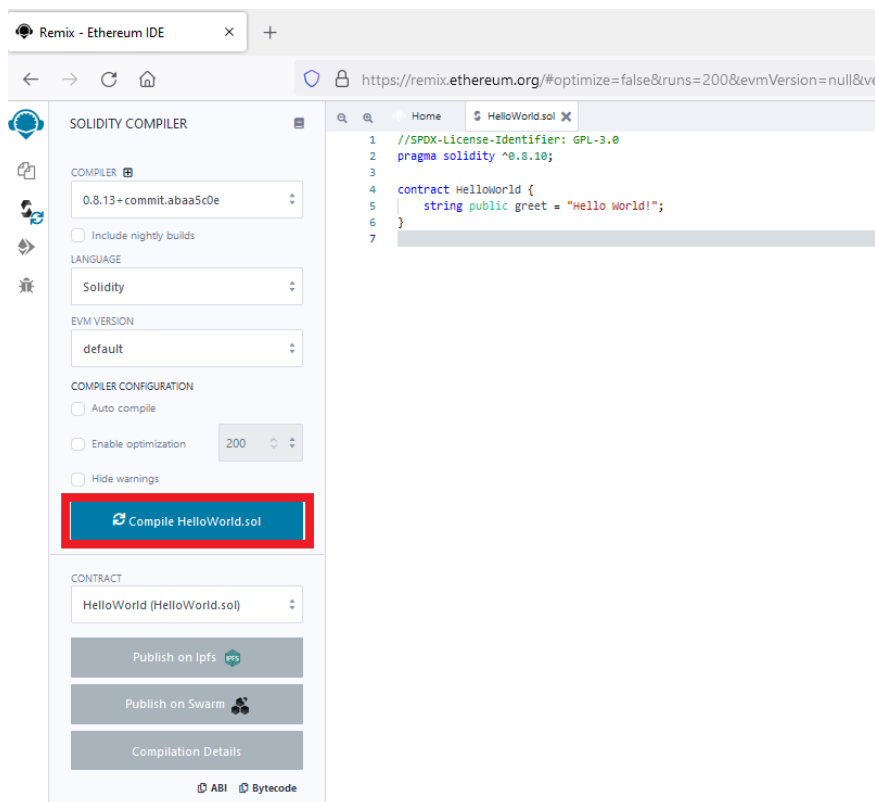 Remix - Ethereum IDE
https://remix.ethereum.org/#optimize=false&runs=200&evmVersion=null&ve
SOLIDITY COMPILER
COMPILER
0.8.13+commit.abaa5c0e
Include nightly builds
LANGUAGE
Solidity
EVM VERSION
default
COMPILER CONFIGURATION
Auto compile
Enable optimization 200
Hide warnings
Compile HelloWorld.sol
CONTRACT
HelloWorld (HelloWorld.sol)
Publish on Ipfs IPFS
Publish on Swarm
Compilation Details
ABI Bytecode
Home HelloWorld.sol
1 //SPDX-License-Identifier: GPL-3.0
2 pragma solidity ^0.8.10;
3
4 contract HelloWorld {
5 string public greet = "Hello World!";
6 }
7